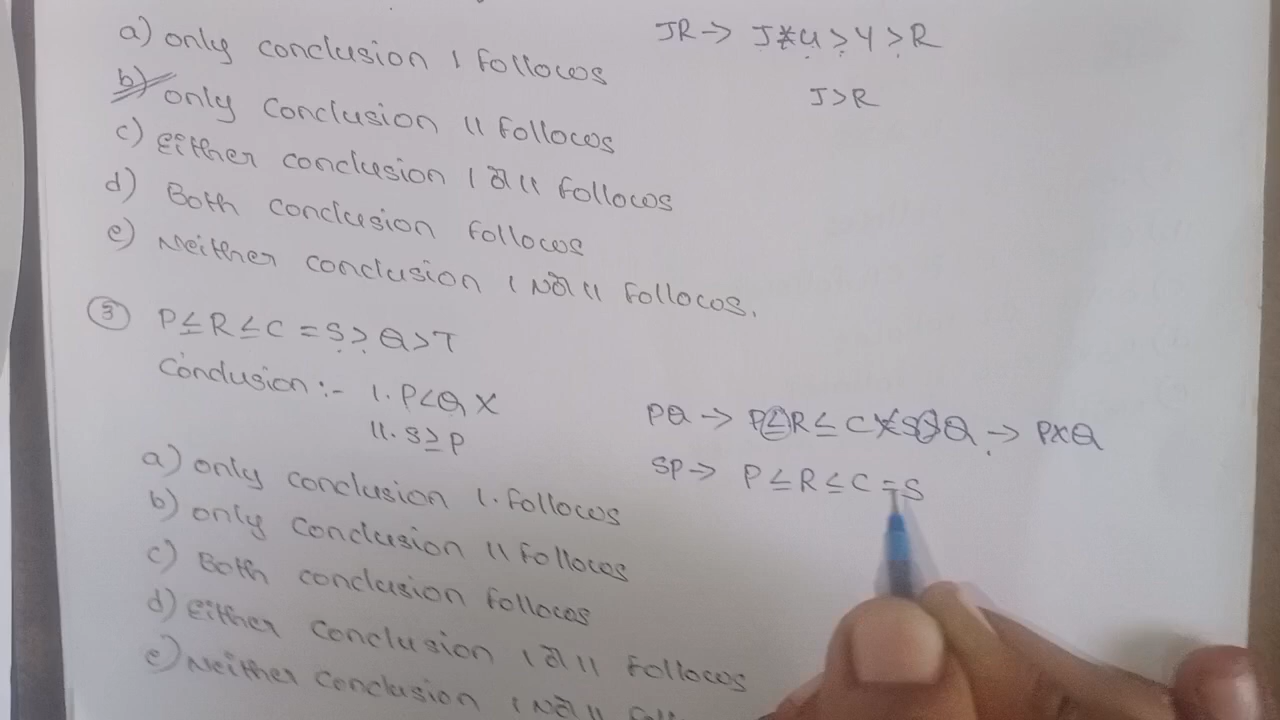 a) only conclusion I follows
b) only conclusion II follows
c) Either conclusion I or II follows
d) Both conclusion follows
e) Neither conclusion I nor II follows.
JR → J = U > Y > R
J > R
③ P ≤ R ≤ C = S > Q > T
Conclusion :- I. P < Q X
II. S ≥ P
a) only conclusion I. follows
b) only conclusion II follows
c) Both conclusion follows
d) Either conclusion I or II follows
e) Neither conclusion I nor II
PQ → P ≤ R ≤ C = S > Q → P X Q
SP → P ≤ R ≤ C = S